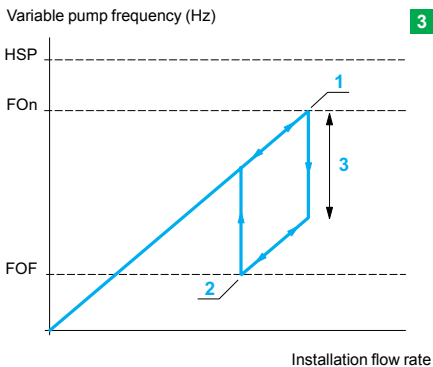 Variable pump frequency (Hz)
3
HSP
1
FOn
3
FOF
2
Installation flow rate